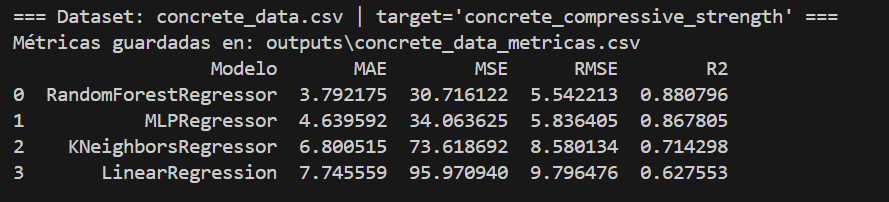 === Dataset: concrete_data.csv | target='concrete_compressive_strength' ===
Métricas guardadas en: outputs\concrete_data_metricas.csv
Modelo MAE MSE RMSE R2
0 RandomForestRegressor 3.792175 30.716122 5.542213 0.880796
1 MLPRegressor 4.639592 34.063625 5.836405 0.867805
2 KNeighborsRegressor 6.800515 73.618692 8.580134 0.714298
3 LinearRegression 7.745559 95.970940 9.796476 0.627553